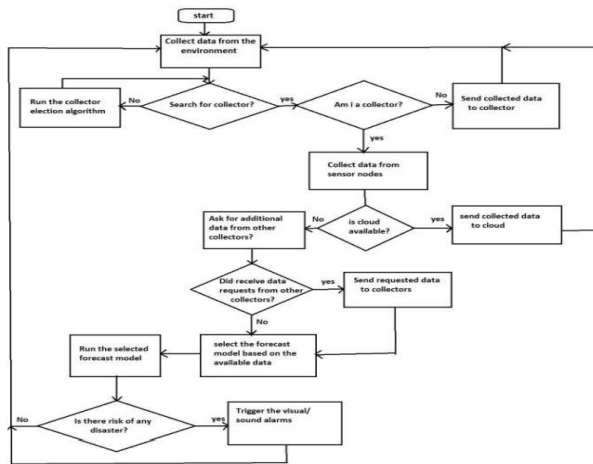 start
Collect data from the
environment
Run the collector
election algorithm
No
Search for collector?
yes
Am i a collector?
No
Send collected data
to collector
yes
Collect data from
sensor nodes
Ask for additional
data from other
collectors?
No
is cloud
available?
yes
send collected data
to cloud
Did receive data
requests from other
collectors?
yes
Send requested data
to collectors
No
Run the selected
forecast model
select the forecast
model based on the
available data
No
Is there risk of any
disaster?
yes
Trigger the visual/
sound alarms